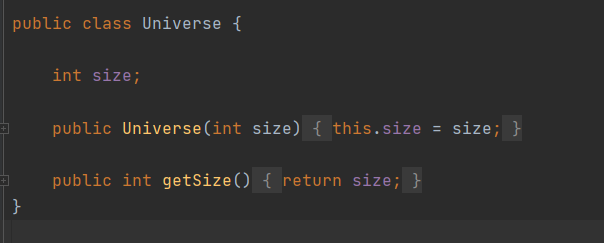 public class Universe {
int size;
public Universe(int size) { this.size = size; }
public int getSize() { return size; }
}